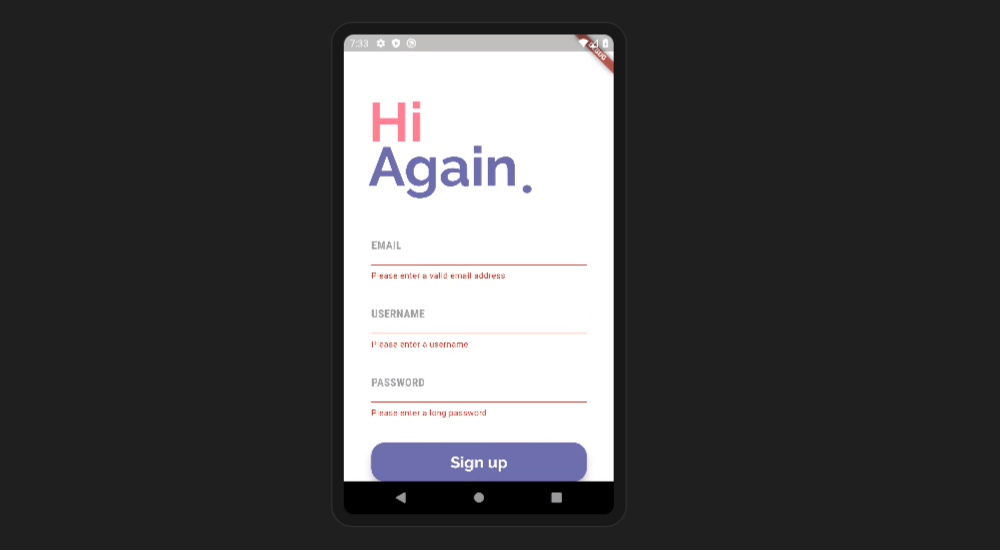 7:33
Hi
Again.
EMAIL
Please enter a valid email address
USERNAME
Please enter a username
PASSWORD
Please enter a long password
Sign up